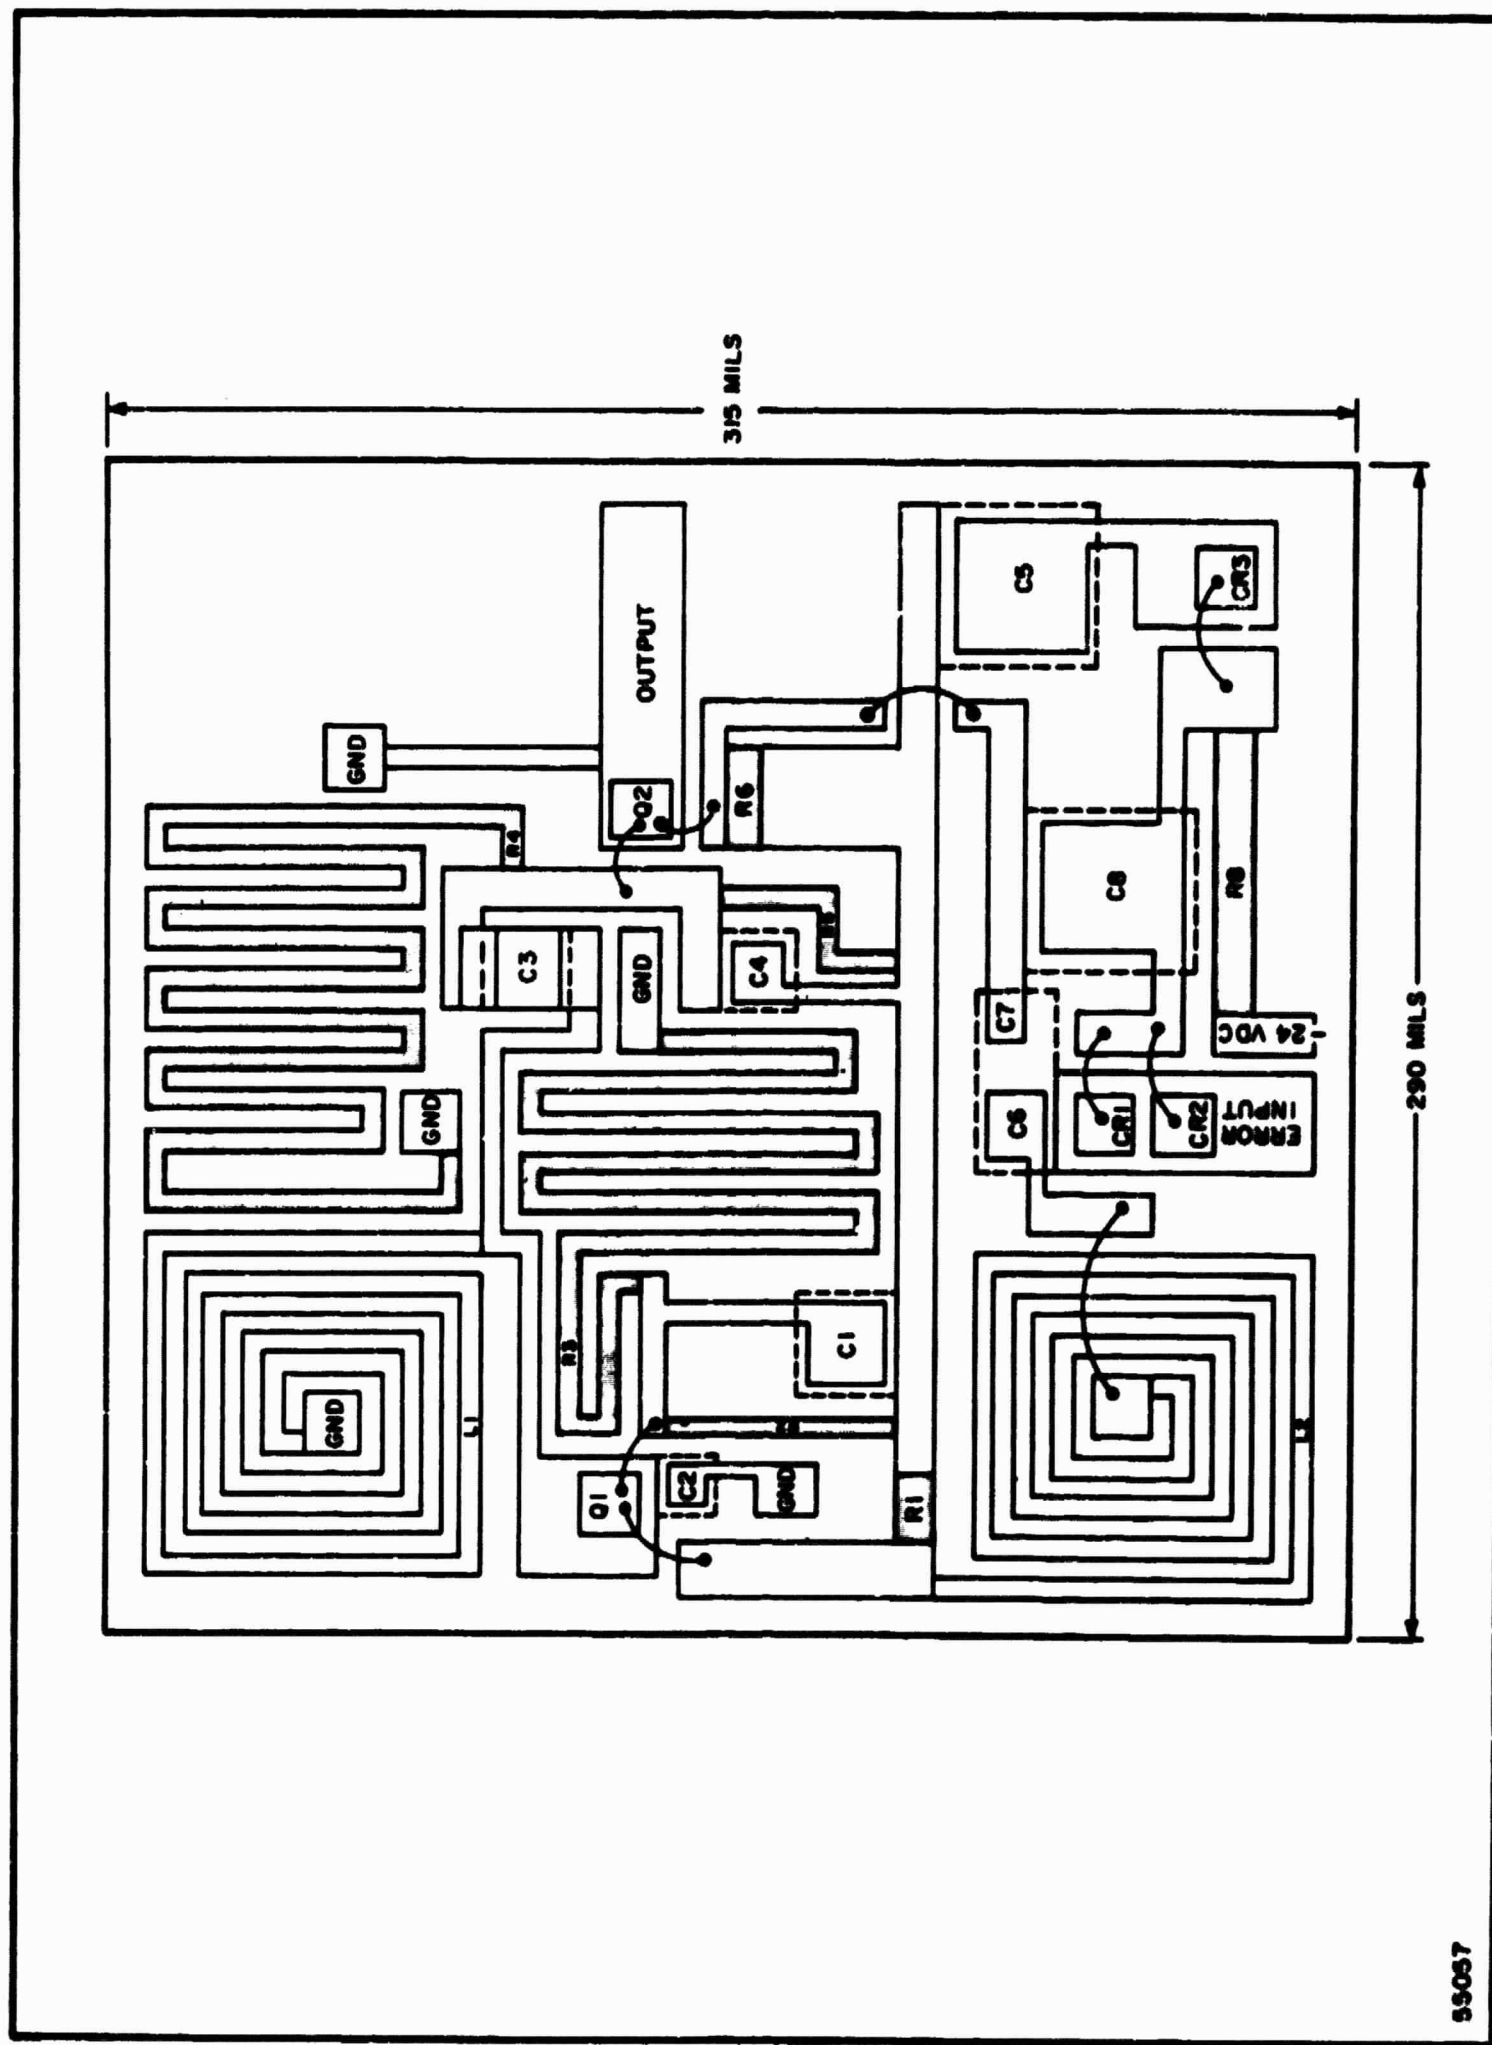 315 MILS
GND
OUTPUT
Q2
R4
R6
C3
GND
C4
R5
C5
CR3
C8
R8
C7
24 VDC
GND
C6
CR1
CR2
ERROR
INPUT
R3
C1
GND
L1
Q1
C2
GND
R1
290 MILS
55057